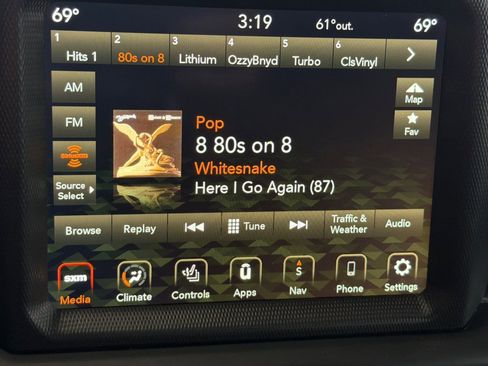 69°
3:19
61°out.
69°
1 Hits 1
2 80s on 8
3 Lithium
4 OzzyBnyd
5 Turbo
6 ClsVinyl
AM
FM
SiriusXM
Source Select
Map
Fav
Pop
8 80s on 8
Whitesnake
Here I Go Again (87)
Browse
Replay
Tune
Traffic & Weather
Audio
sxm
Media
Climate
Controls
Apps
S
Nav
Phone
Settings